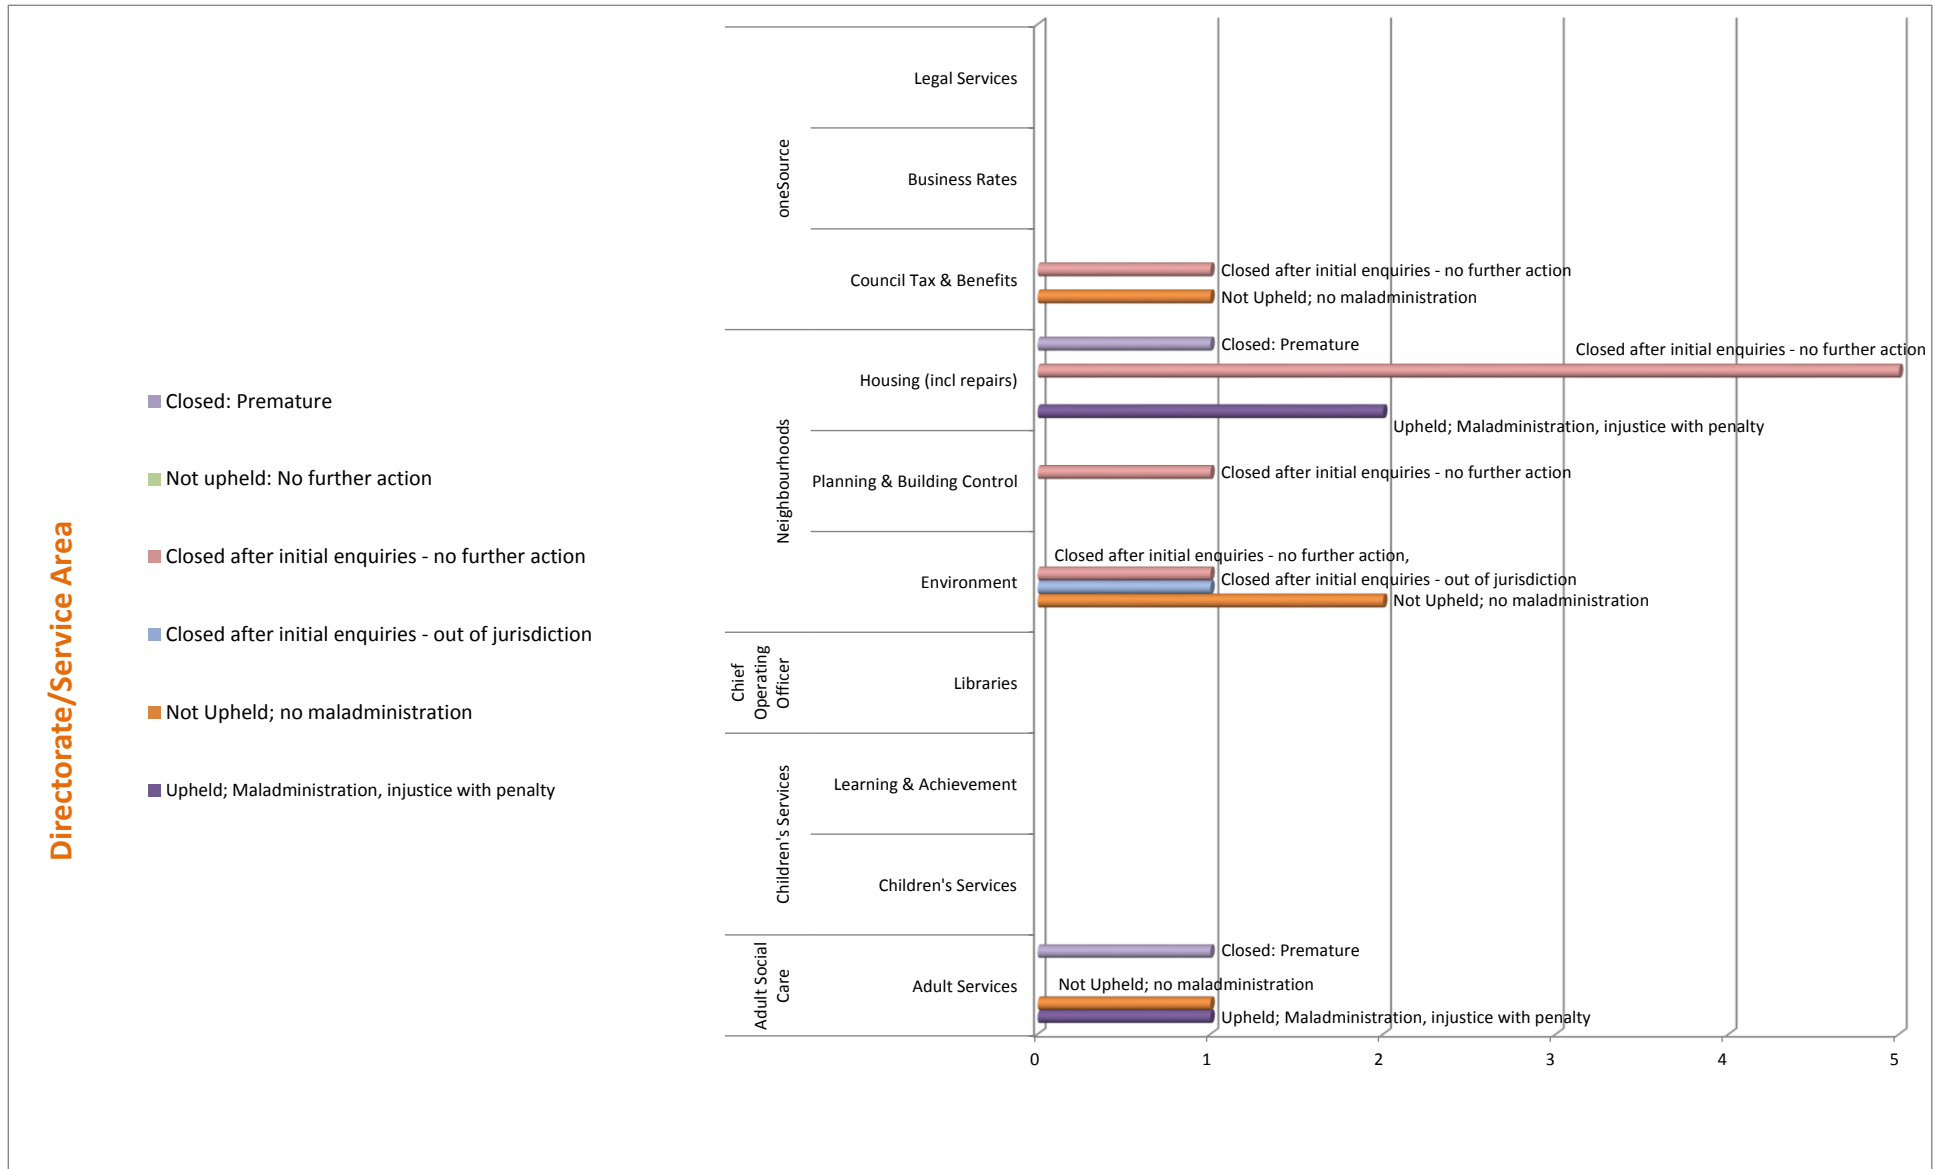 Directorate/Service Area
Closed: Premature
Not upheld: No further action
Closed after initial enquiries - no further action
Closed after initial enquiries - out of jurisdiction
Not Upheld; no maladministration
Upheld; Maladministration, injustice with penalty
oneSource
Legal Services
Business Rates
Council Tax & Benefits
Closed after initial enquiries - no further action
Not Upheld; no maladministration
Neighbourhoods
Housing (incl repairs)
Closed: Premature
Closed after initial enquiries - no further action
Upheld; Maladministration, injustice with penalty
Planning & Building Control
Closed after initial enquiries - no further action
Environment
Closed after initial enquiries - no further action,
Closed after initial enquiries - out of jurisdiction
Not Upheld; no maladministration
Chief
Operating
Officer
Libraries
Children's Services
Learning & Achievement
Children's Services
Adult Social
Care
Adult Services
Closed: Premature
Not Upheld; no maladministration
Upheld; Maladministration, injustice with penalty
0 1 2 3 4 5